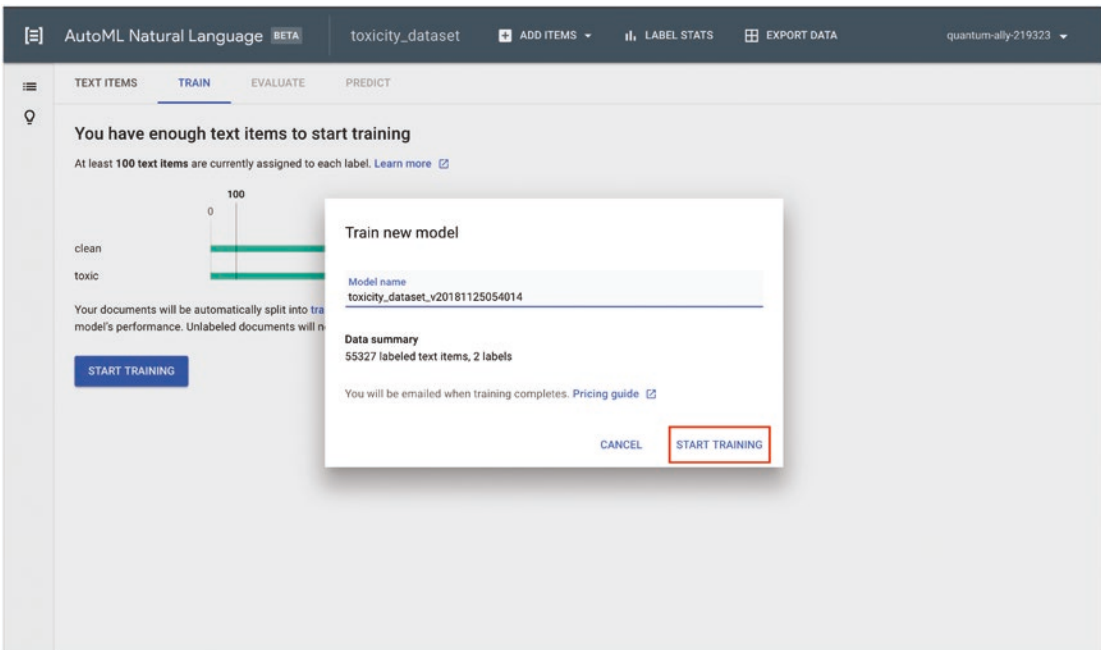 AutoML Natural Language BETA toxicity_dataset ADD ITEMS LABEL STATS EXPORT DATA quantum-ally-219323
TEXT ITEMS TRAIN EVALUATE PREDICT
You have enough text items to start training
At least 100 text items are currently assigned to each label. Learn more
100
0
clean
toxic
Your documents will be automatically split into tra
model's performance. Unlabeled documents will n
START TRAINING
Train new model
Model name
toxicity_dataset_v20181125054014
Data summary
55327 labeled text items, 2 labels
You will be emailed when training completes. Pricing guide
CANCEL START TRAINING